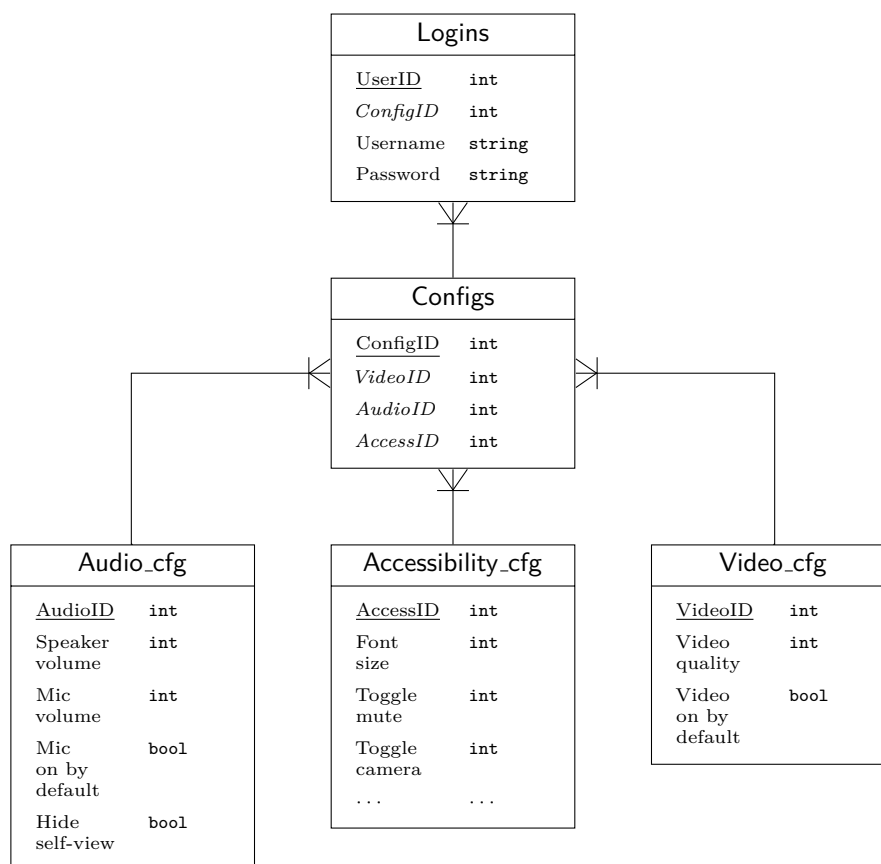 Logins
UserID int
ConfigID int
Username string
Password string
Configs
ConfigID int
VideoID int
AudioID int
AccessID int
Audio_cfg
AudioID int
Speaker int
volume
Mic int
volume
Mic bool
on by
default
Hide bool
self-view
Accessibility_cfg
AccessID int
Font int
size
Toggle int
mute
Toggle int
camera
... ...
Video_cfg
VideoID int
Video int
quality
Video bool
on by
default